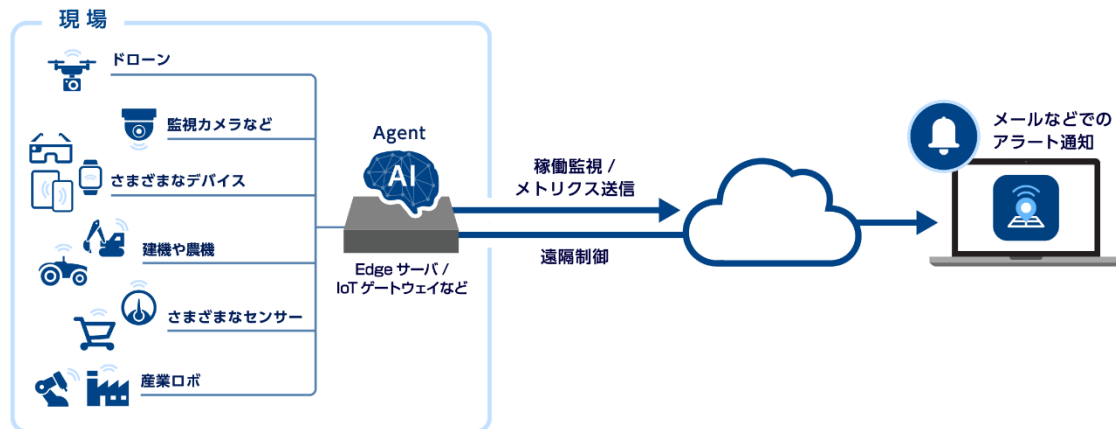 現場
ドローン
監視カメラなど
さまざまなデバイス
建機や農機
さまざまなセンサー
産業ロボ
Agent
AI
Edge サーバ /
IoT ゲートウェイなど
稼働監視 /
メトリクス送信
遠隔制御
メールなどでの
アラート通知